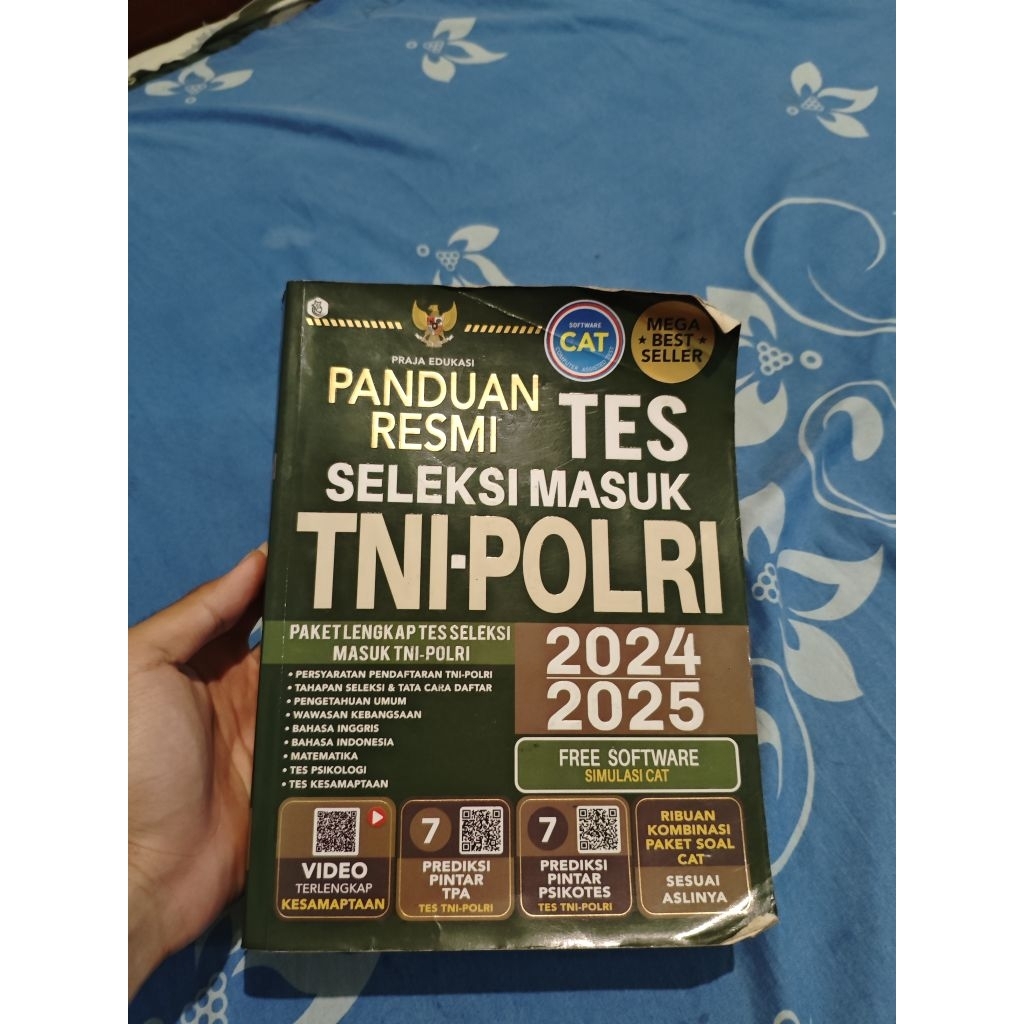 SOFTWARE
CAT
COMPUTER ASSISTED TEST
MEGA
BEST
SELLER
PRAJA EDUKASI
PANDUAN
RESMI
TES
SELEKSI MASUK
TNI-POLRI
PAKET LENGKAP TES SELEKSI
MASUK TNI-POLRI
• PERSYARATAN PENDAFTARAN TNI-POLRI
• TAHAPAN SELEKSI & TATA CARA DAFTAR
• PENGETAHUAN UMUM
• WAWASAN KEBANGSAAN
• BAHASA INGGRIS
• BAHASA INDONESIA
• MATEMATIKA
• TES PSIKOLOGI
• TES KESAMAPTAAN
2024
2025
FREE SOFTWARE
SIMULASI CAT
VIDEO
TERLENGKAP
KESAMAPTAAN
7
PREDIKSI
PINTAR
TPA
TES TNI-POLRI
7
PREDIKSI
PINTAR
PSIKOTES
TES TNI-POLRI
RIBUAN
KOMBINASI
PAKET SOAL
CAT
SESUAI
ASLINYA